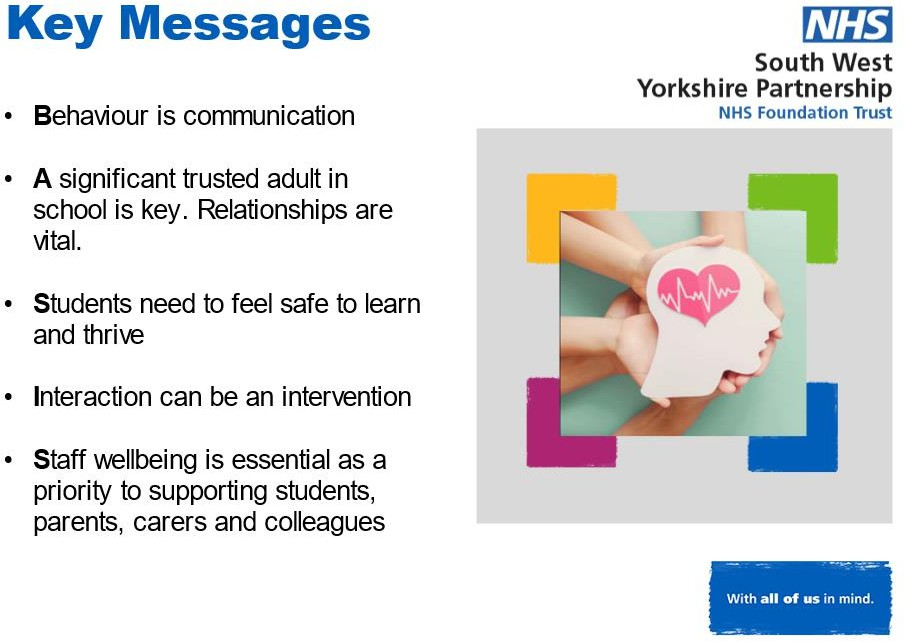 Key Messages
NHS
South West
Yorkshire Partnership
NHS Foundation Trust
• Behaviour is communication
• A significant trusted adult in
school is key. Relationships are
vital.
• Students need to feel safe to learn
and thrive
• Interaction can be an intervention
• Staff wellbeing is essential as a
priority to supporting students,
parents, carers and colleagues
With all of us in mind.